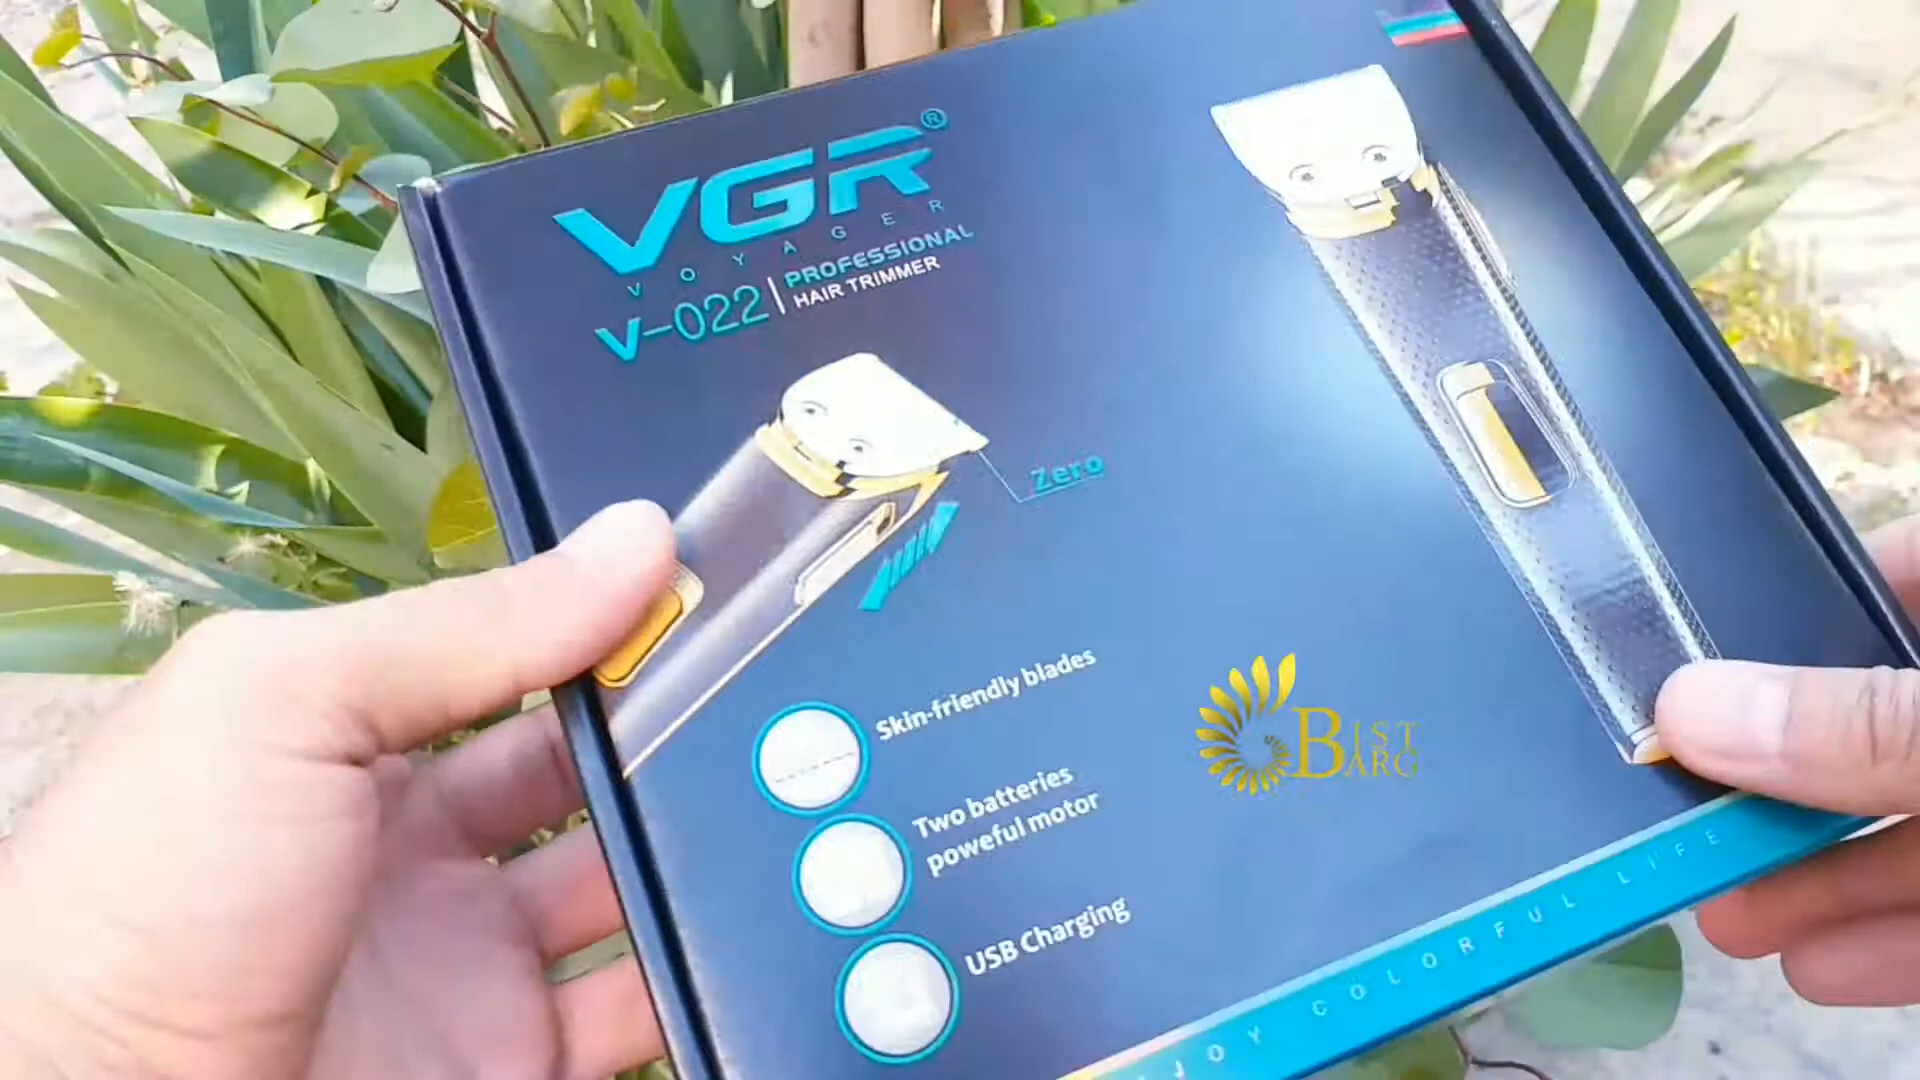 VGR®
VOYAGER
V-022 | PROFESSIONAL
HAIR TRIMMER
Zero
Skin-friendly blades
Two batteries
poweful motor
USB Charging
BIST
BARG
JOY COLORFUL LIFE